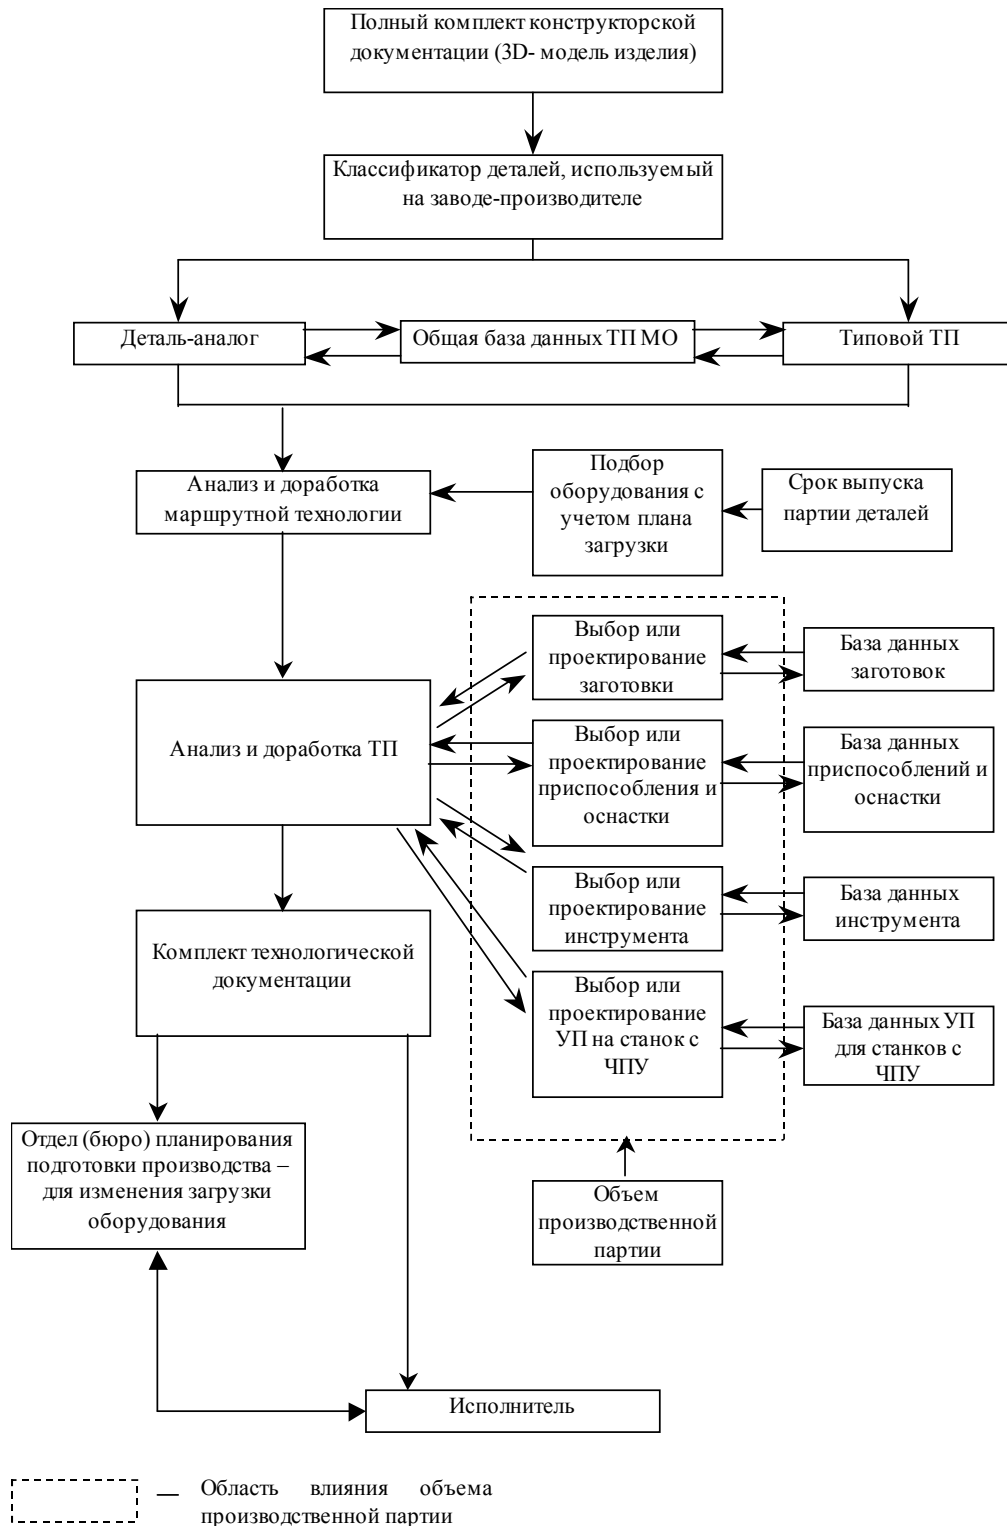 Полный комплект конструкторской
документации (3D- модель изделия)
Классификатор деталей, используемый
на заводе-производителе
Деталь-аналог
Общая база данных ТП МО
Типовой ТП
Анализ и доработка
маршрутной технологии
Подбор
оборудования с
учетом плана
загрузки
Срок выпуска
партии деталей
Выбор или
проектирование
заготовки
База данных
заготовок
Анализ и доработка ТП
Выбор или
проектирование
приспособления и
оснастки
База данных
приспособлений и
оснастки
Выбор или
проектирование
инструмента
База данных
инструмента
Комплект технологической
документации
Выбор или
проектирование
УП на станок с
ЧПУ
База данных УП
для станков с
ЧПУ
Отдел (бюро) планирования
подготовки производства –
для изменения загрузки
оборудования
Объем
производственной
партии
Исполнитель
— Область влияния объема
производственной партии